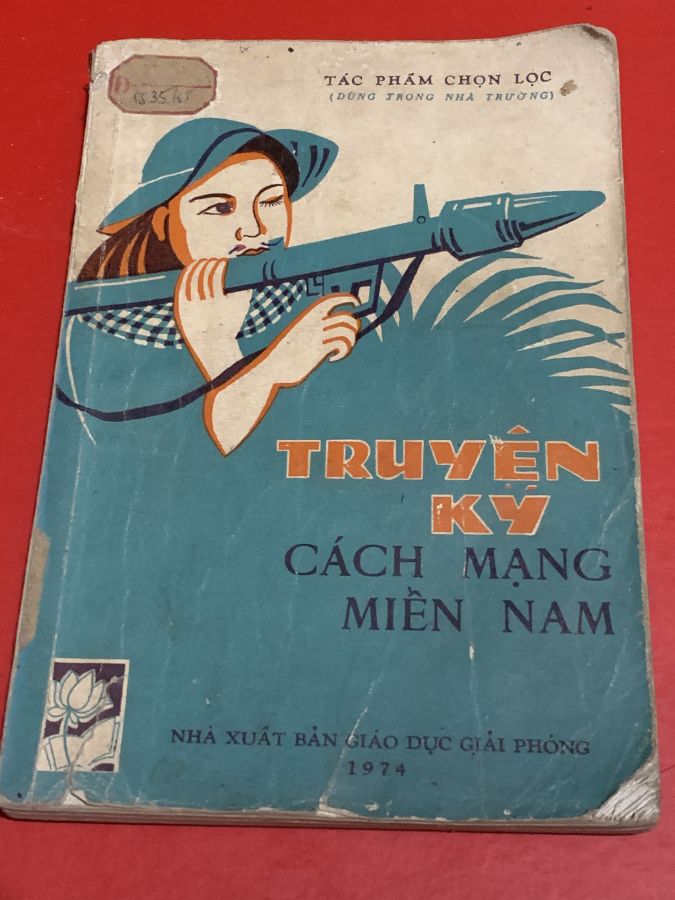 TÁC PHẨM CHỌN LỌC
(DÙNG TRONG NHÀ TRƯỜNG)
TRUYỆN
KÝ
CÁCH MẠNG
MIỀN NAM
NHÀ XUẤT BẢN GIÁO DỤC GIẢI PHÓNG
1974